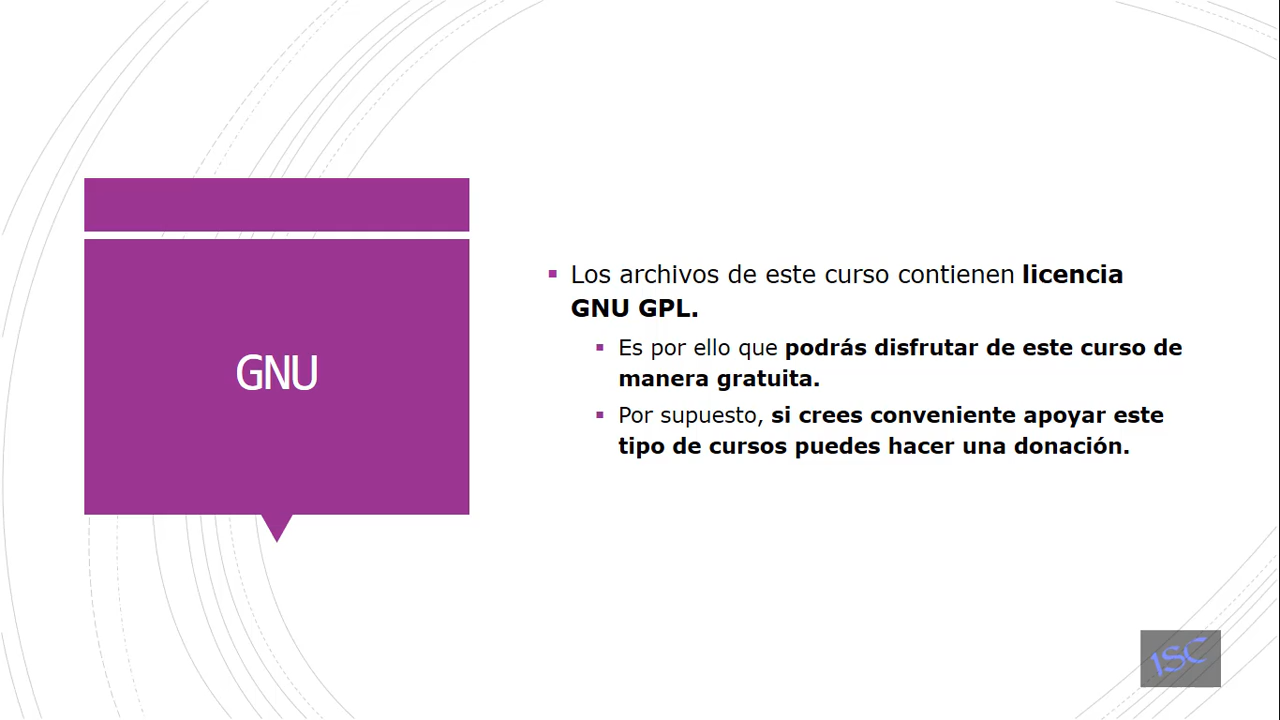 GNU
Los archivos de este curso contienen licencia
GNU GPL.
Es por ello que podrás disfrutar de este curso de
manera gratuita.
Por supuesto, si crees conveniente apoyar este
tipo de cursos puedes hacer una donación.
ISC